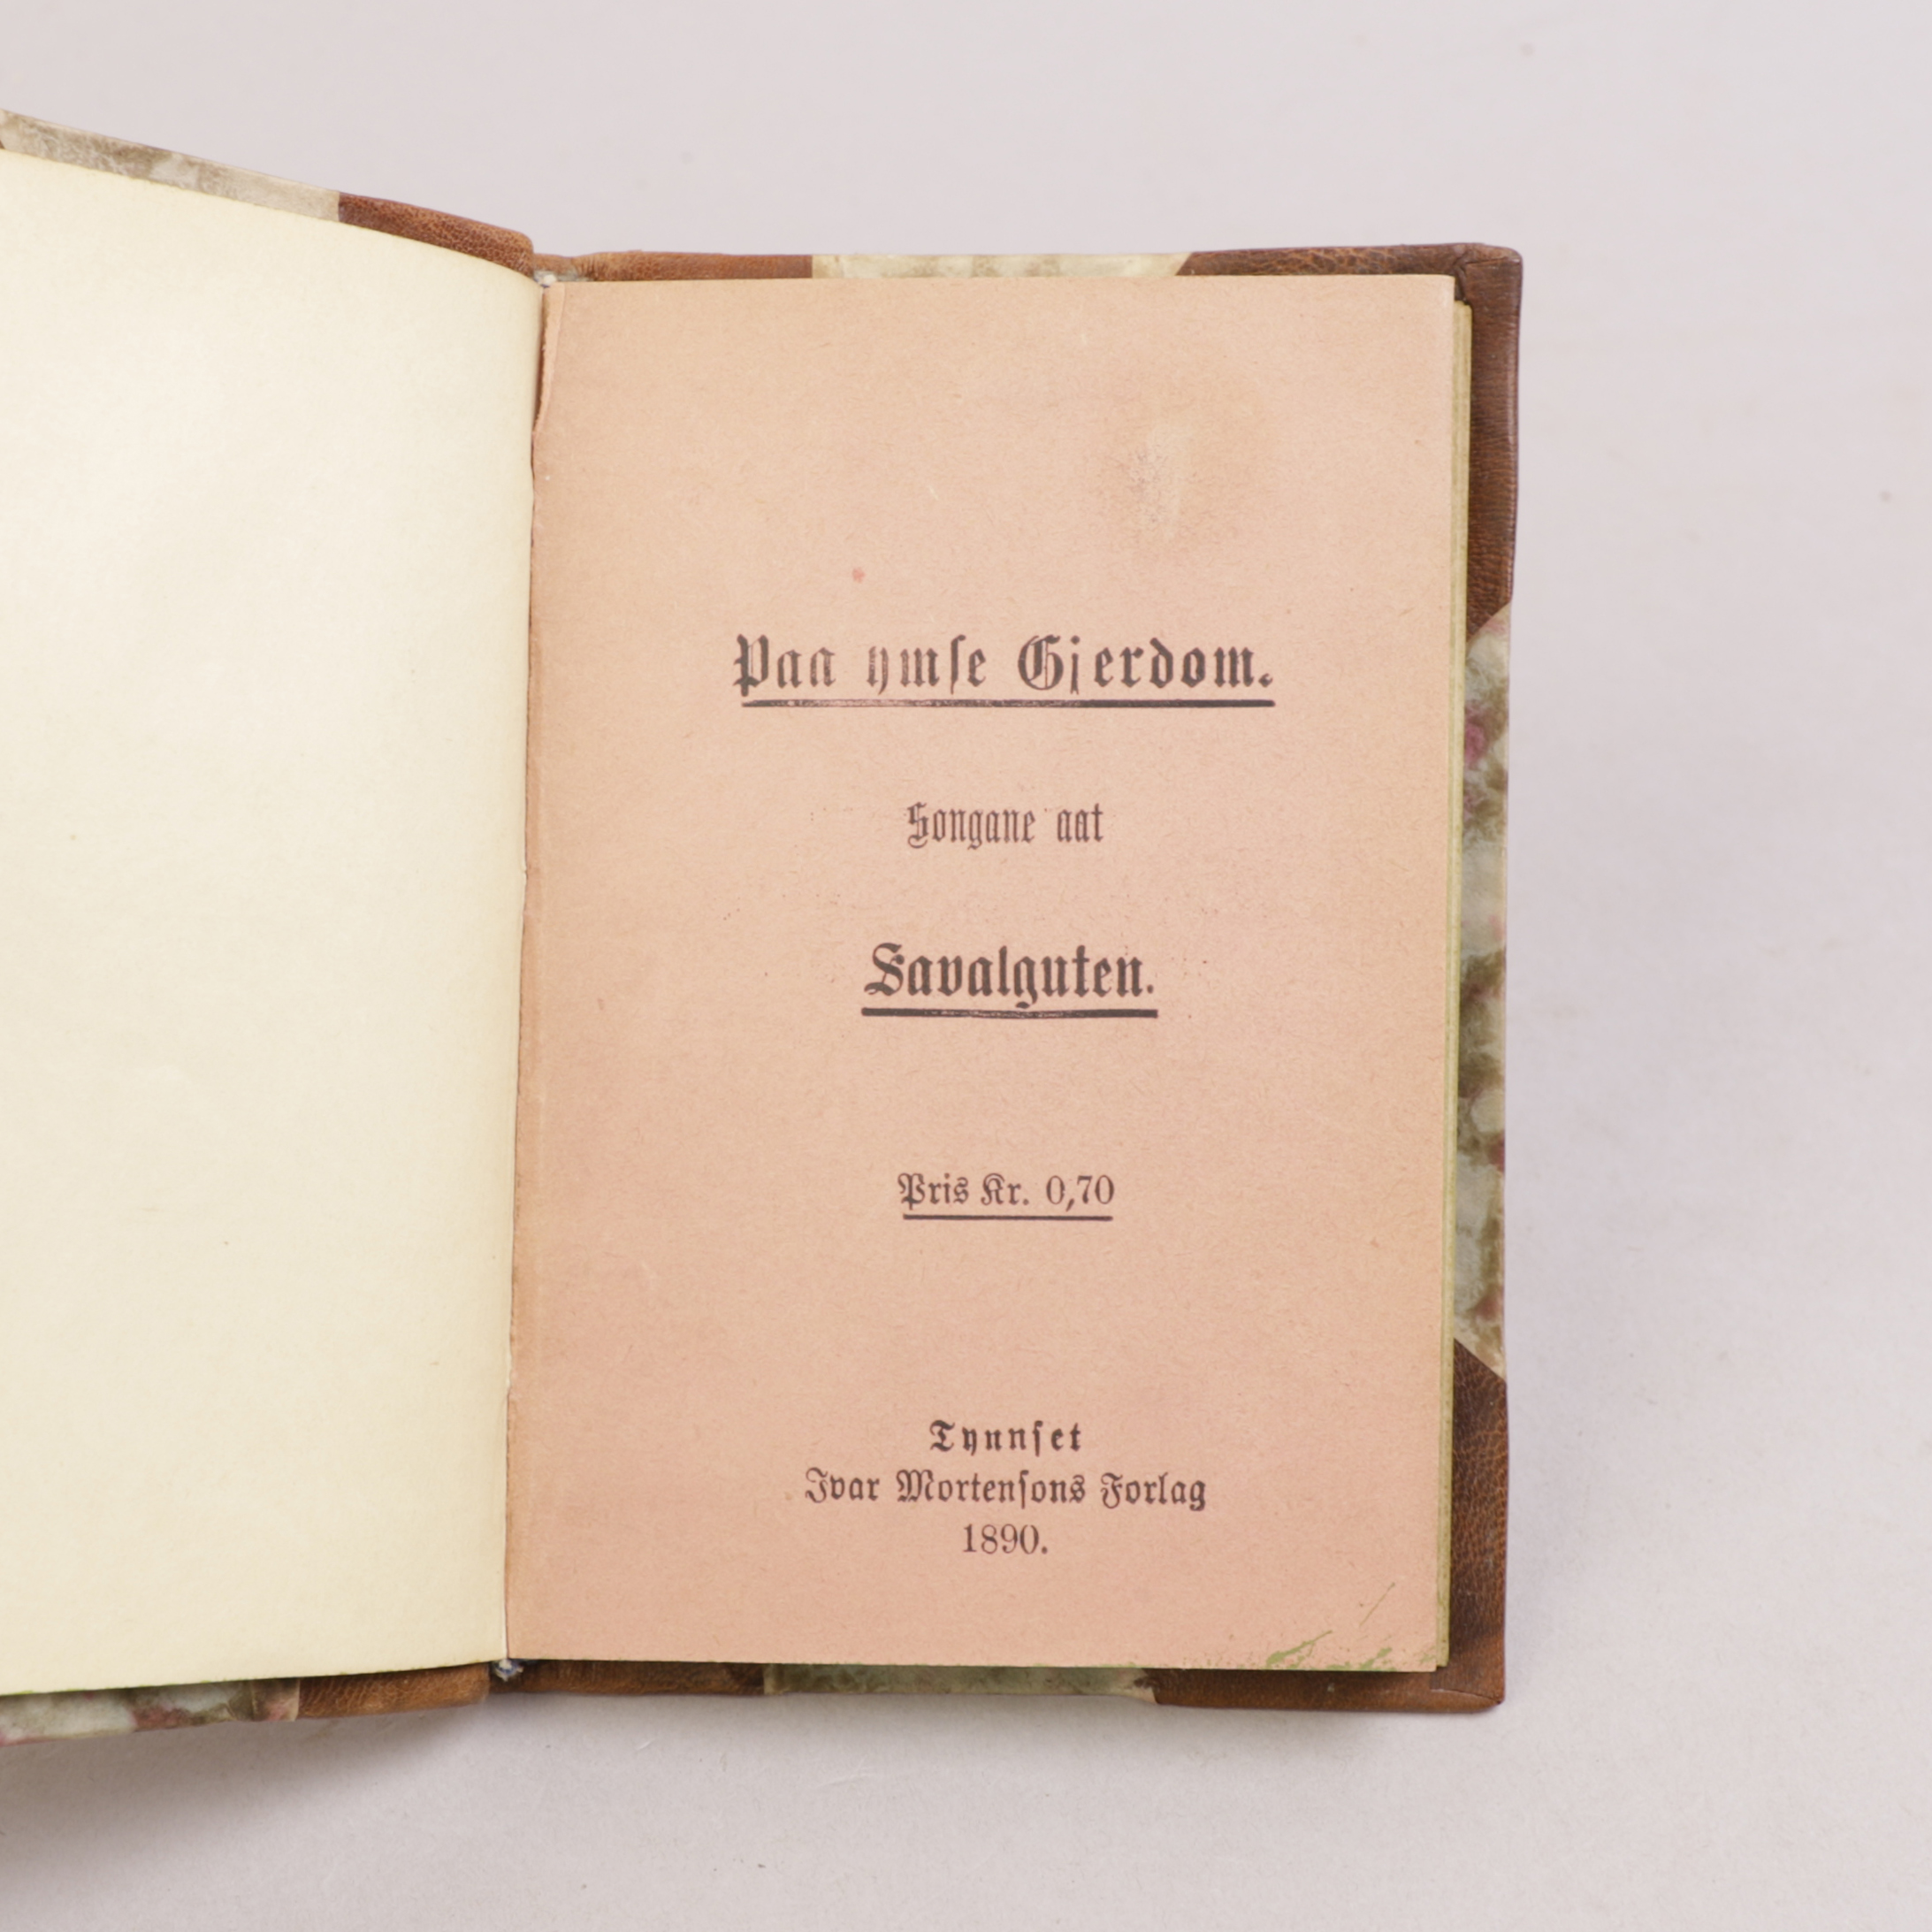 Paa ymse Gjerdom.
Songane aat
Savalguten.
Pris Kr. 0,70
Tynnset
Ivar Mortensons Forlag
1890.